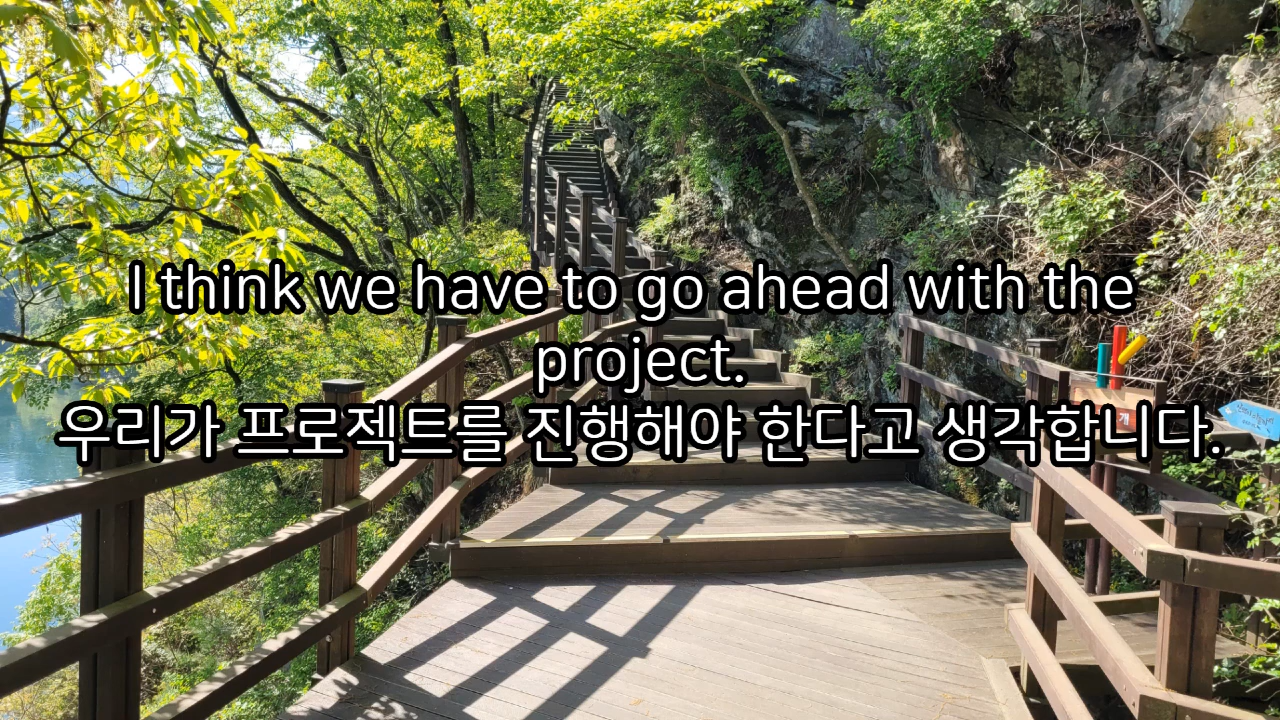 I think we have to go ahead with the
project.
우리가 프로젝트를 진행해야 한다고 생각합니다.
개